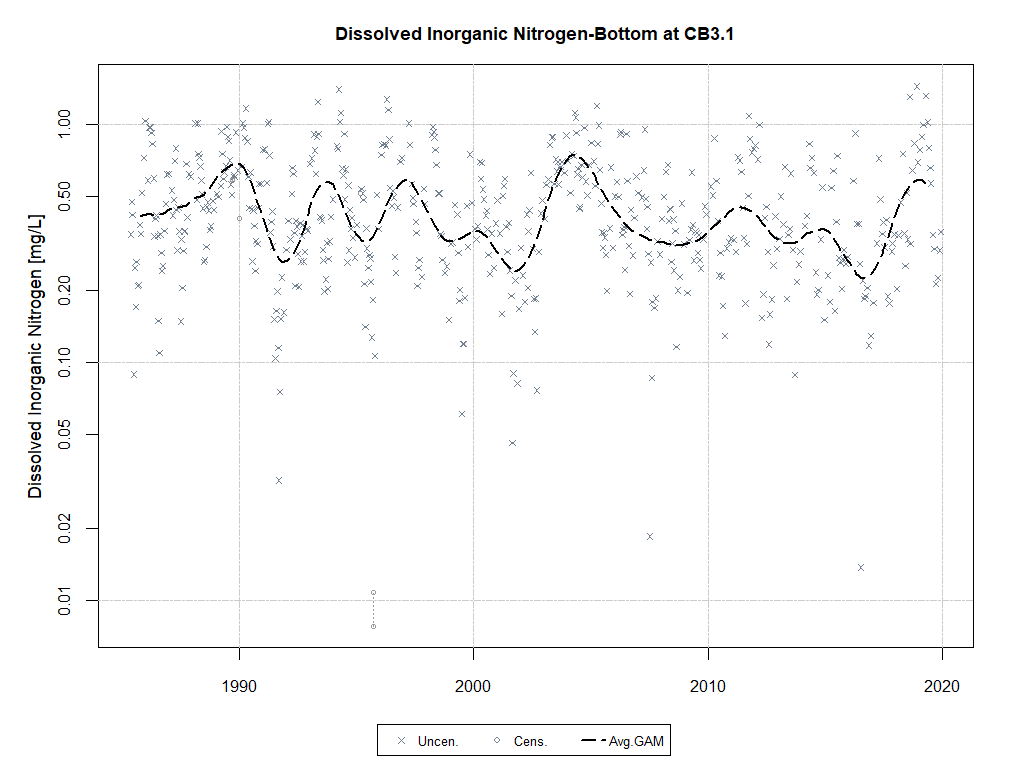 Dissolved Inorganic Nitrogen-Bottom at CB3.1
Dissolved Inorganic Nitrogen [mg/L]
1.00
0.50
0.20
0.10
0.05
0.02
0.01
1990
2000
2010
2020
Uncen.
Cens.
Avg.GAM